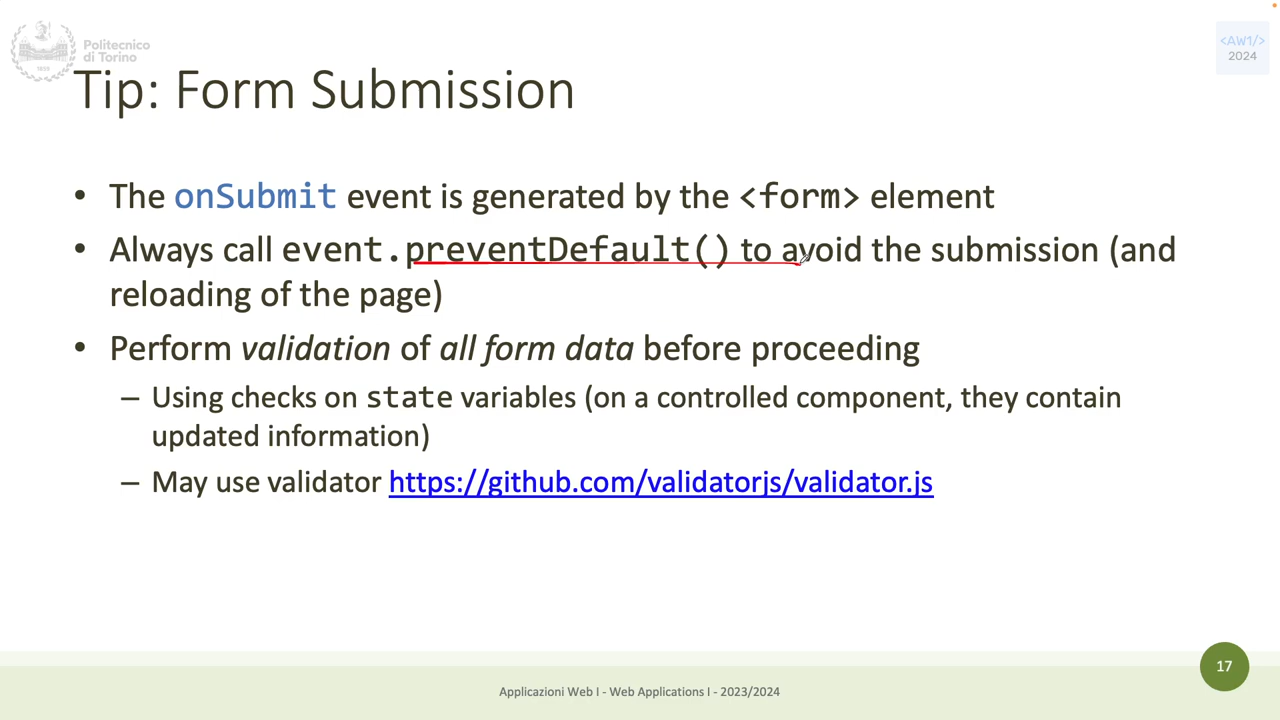 Politecnico
di Torino
1859
<AW1/>
2024
Tip: Form Submission
• The onSubmit event is generated by the <form> element
• Always call event.preventDefault() to avoid the submission (and
reloading of the page)
• Perform validation of all form data before proceeding
– Using checks on state variables (on a controlled component, they contain
updated information)
– May use validator https://github.com/validatorjs/validator.js
17
Applicazioni Web I - Web Applications I - 2023/2024